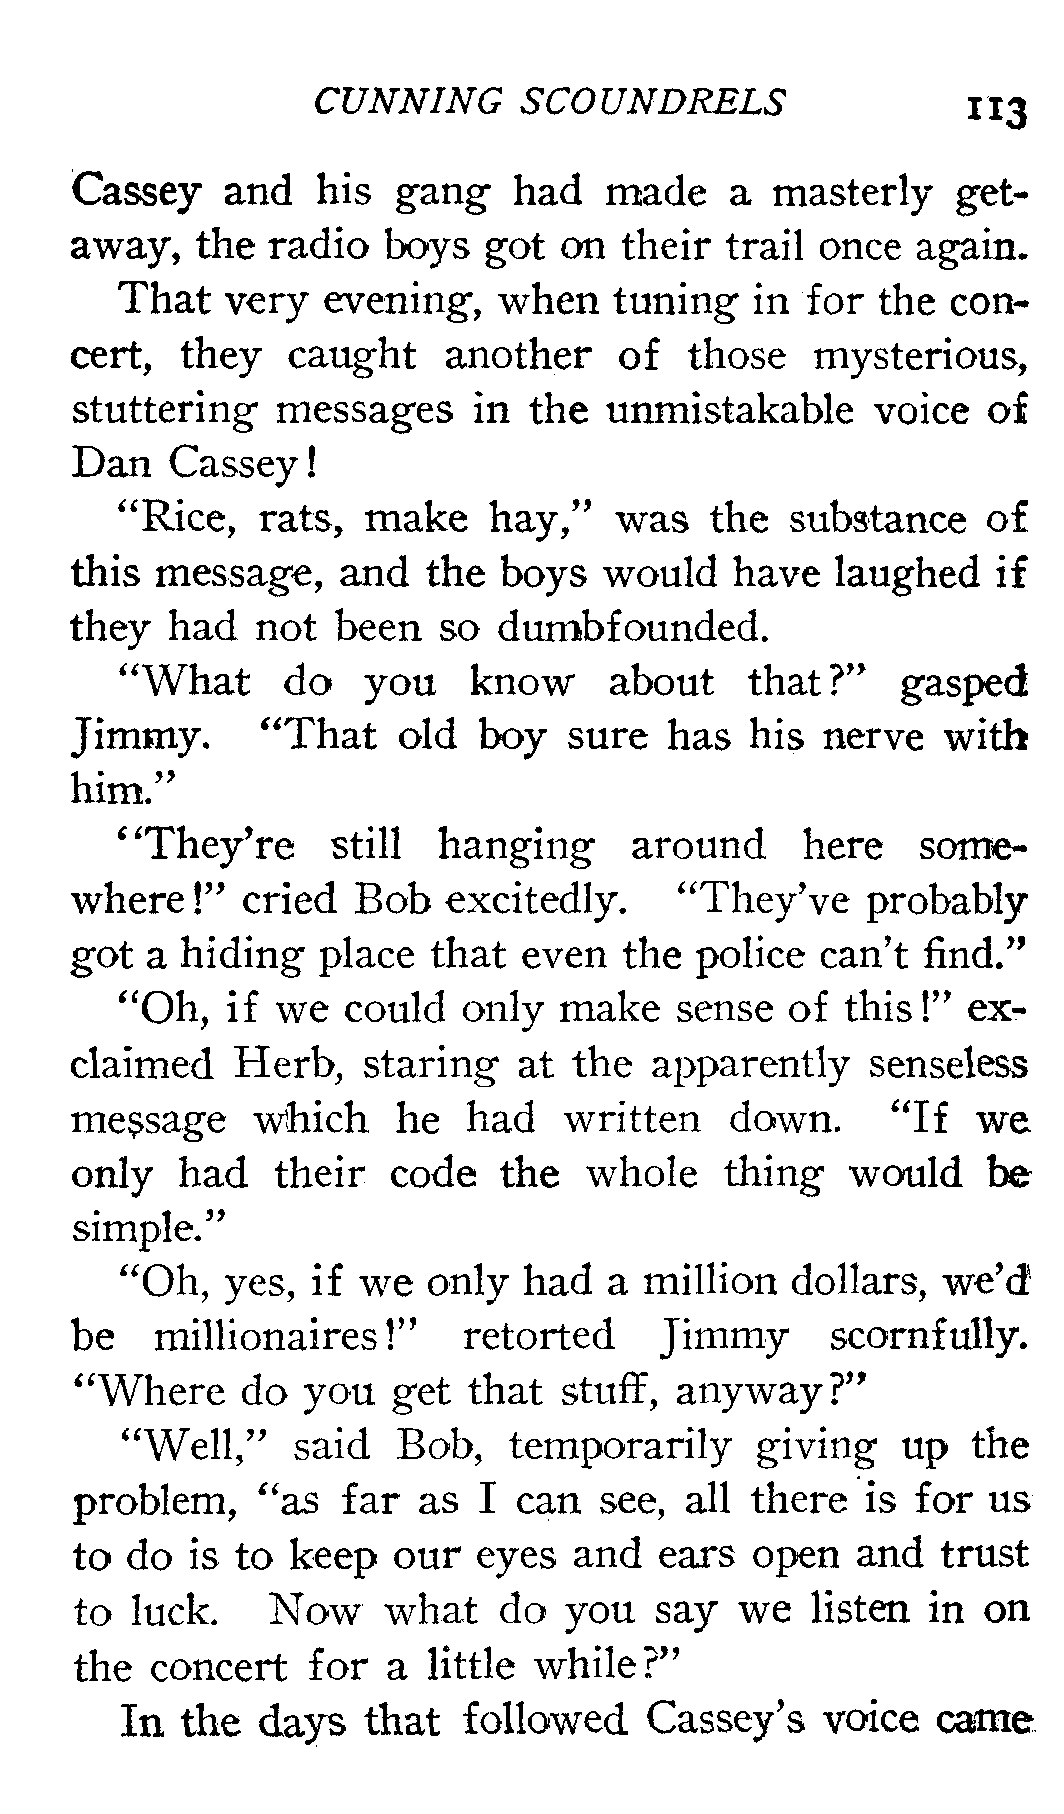 CUNNING SCOUNDRELS 113
Cassey and his gang had made a masterly get-
away, the radio boys got on their trail once again.
That very evening, when tuning in for the con-
cert, they caught another of those mysterious,
stuttering messages in the unmistakable voice of
Dan Cassey!
“Rice, rats, make hay,” was the substance of
this message, and the boys would have laughed if
they had not been so dumbfounded.
“What do you know about that?” gasped
Jimmy. “That old boy sure has his nerve with
him.”
“They’re still hanging around here some-
where!” cried Bob excitedly. “They’ve probably
got a hiding place that even the police can’t find.”
“Oh, if we could only make sense of this!” ex-
claimed Herb, staring at the apparently senseless
message which he had written down. “If we
only had their code the whole thing would be
simple.”
“Oh, yes, if we only had a million dollars, we’d
be millionaires!” retorted Jimmy scornfully.
“Where do you get that stuff, anyway?”
“Well,” said Bob, temporarily giving up the
problem, “as far as I can see, all there is for us
to do is to keep our eyes and ears open and trust
to luck. Now what do you say we listen in on
the concert for a little while?”
In the days that followed Cassey’s voice came